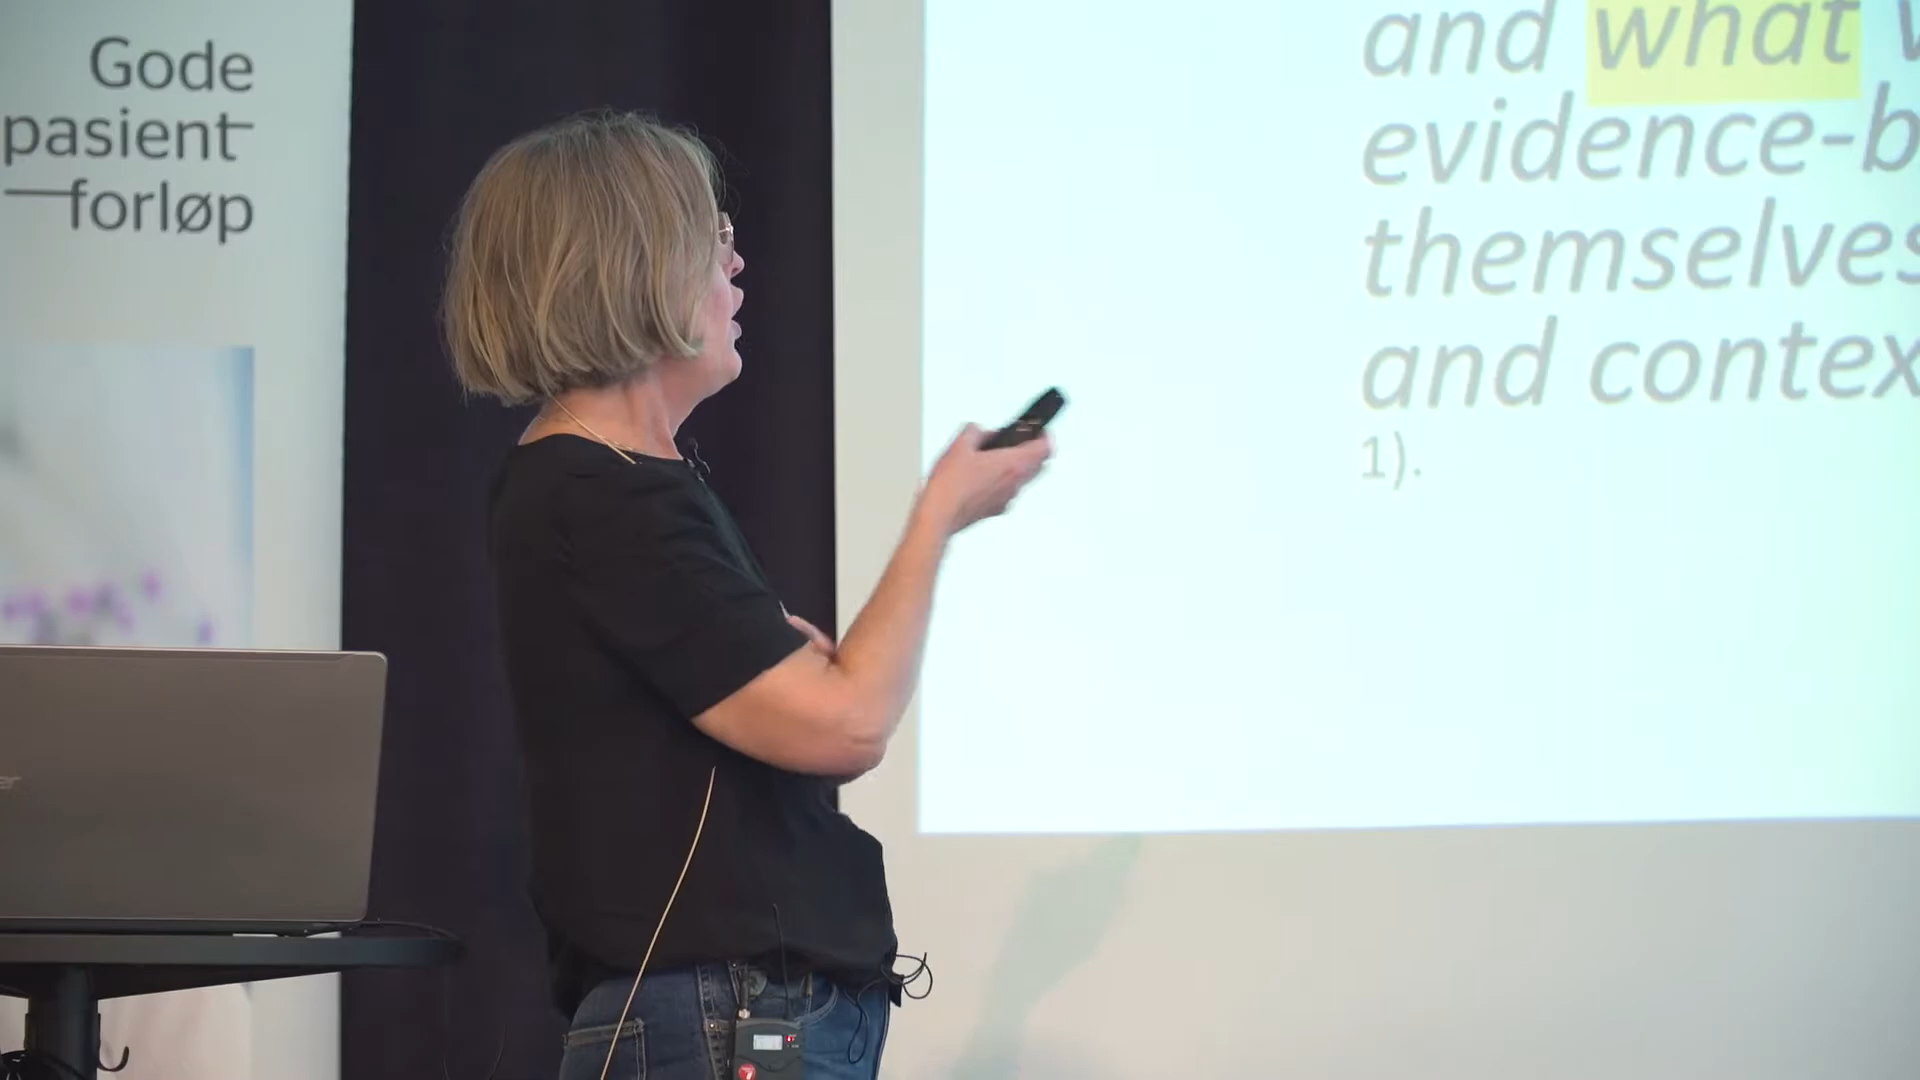 Gode
pasient-
—forløp
and what
evidence-b
themselves
and contex
1).